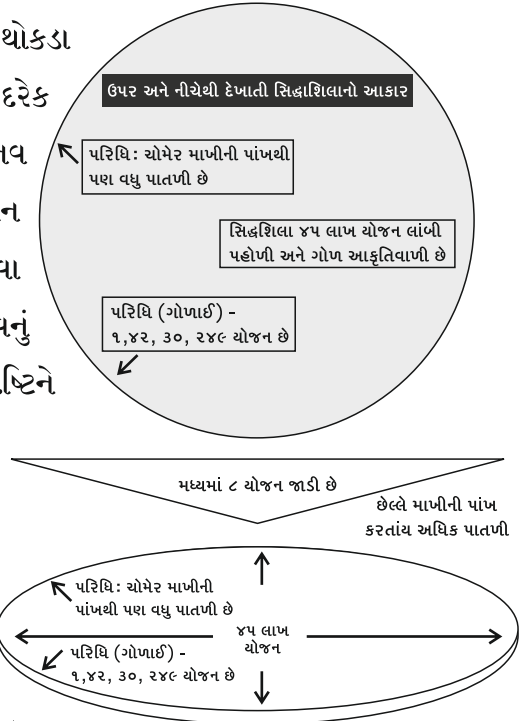 થોકડા
દરેક
ન
વા
ઉપર અને નીચેથી દેખાતી સિદ્ધશિલાનો આકાર
પરિધિ: ચોમેર માખીની પાંખથી
પણ વધુ પાતળી છે
સિદ્ધશિલા ૪૫ લાખ યોજન લાંબી
પહોળી અને ગોળ આકૃતિવાળી છે
પરિધિ (ગોળાઈ) -
૧,૪૨, ૩૦, ૨૪૯ યોજન છે
મધ્યમાં ૮ યોજન જાડી છે
છેલ્લે માખીની પાંખ
કરતાંય અધિક પાતળી
પરિધિ: ચોમેર માખીની
પાંખથી પણ વધુ પાતળી છે
૪૫ લાખ
યોજન
પરિધિ (ગોળાઈ) -
૧,૪૨, ૩૦, ૨૪૯ યોજન છે